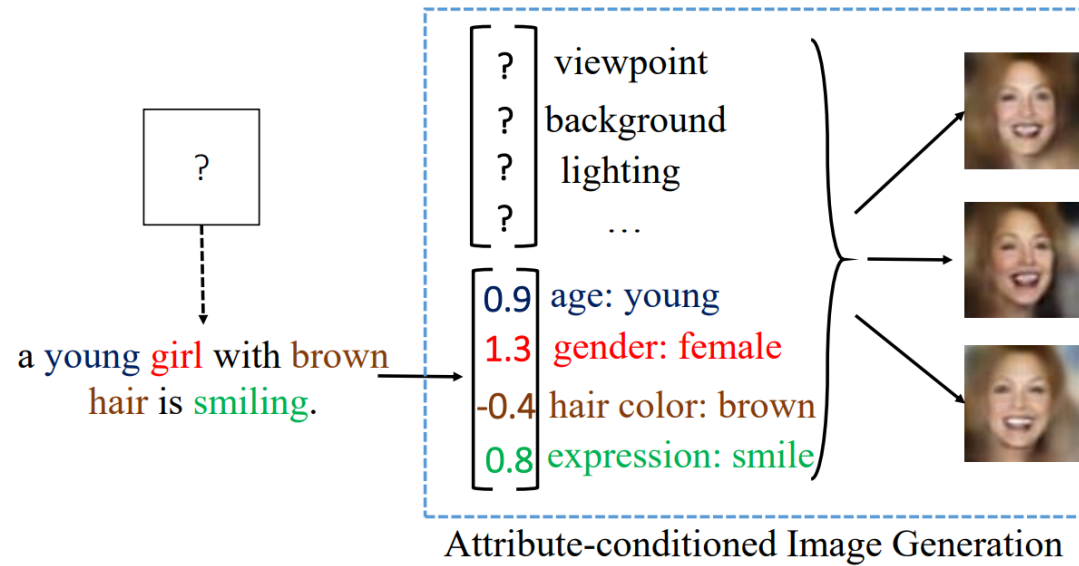 ?
a young girl with brown
hair is smiling.
? viewpoint
? background
? lighting
? ...
0.9 age: young
1.3 gender: female
-0.4 hair color: brown
0.8 expression: smile
Attribute-conditioned Image Generation